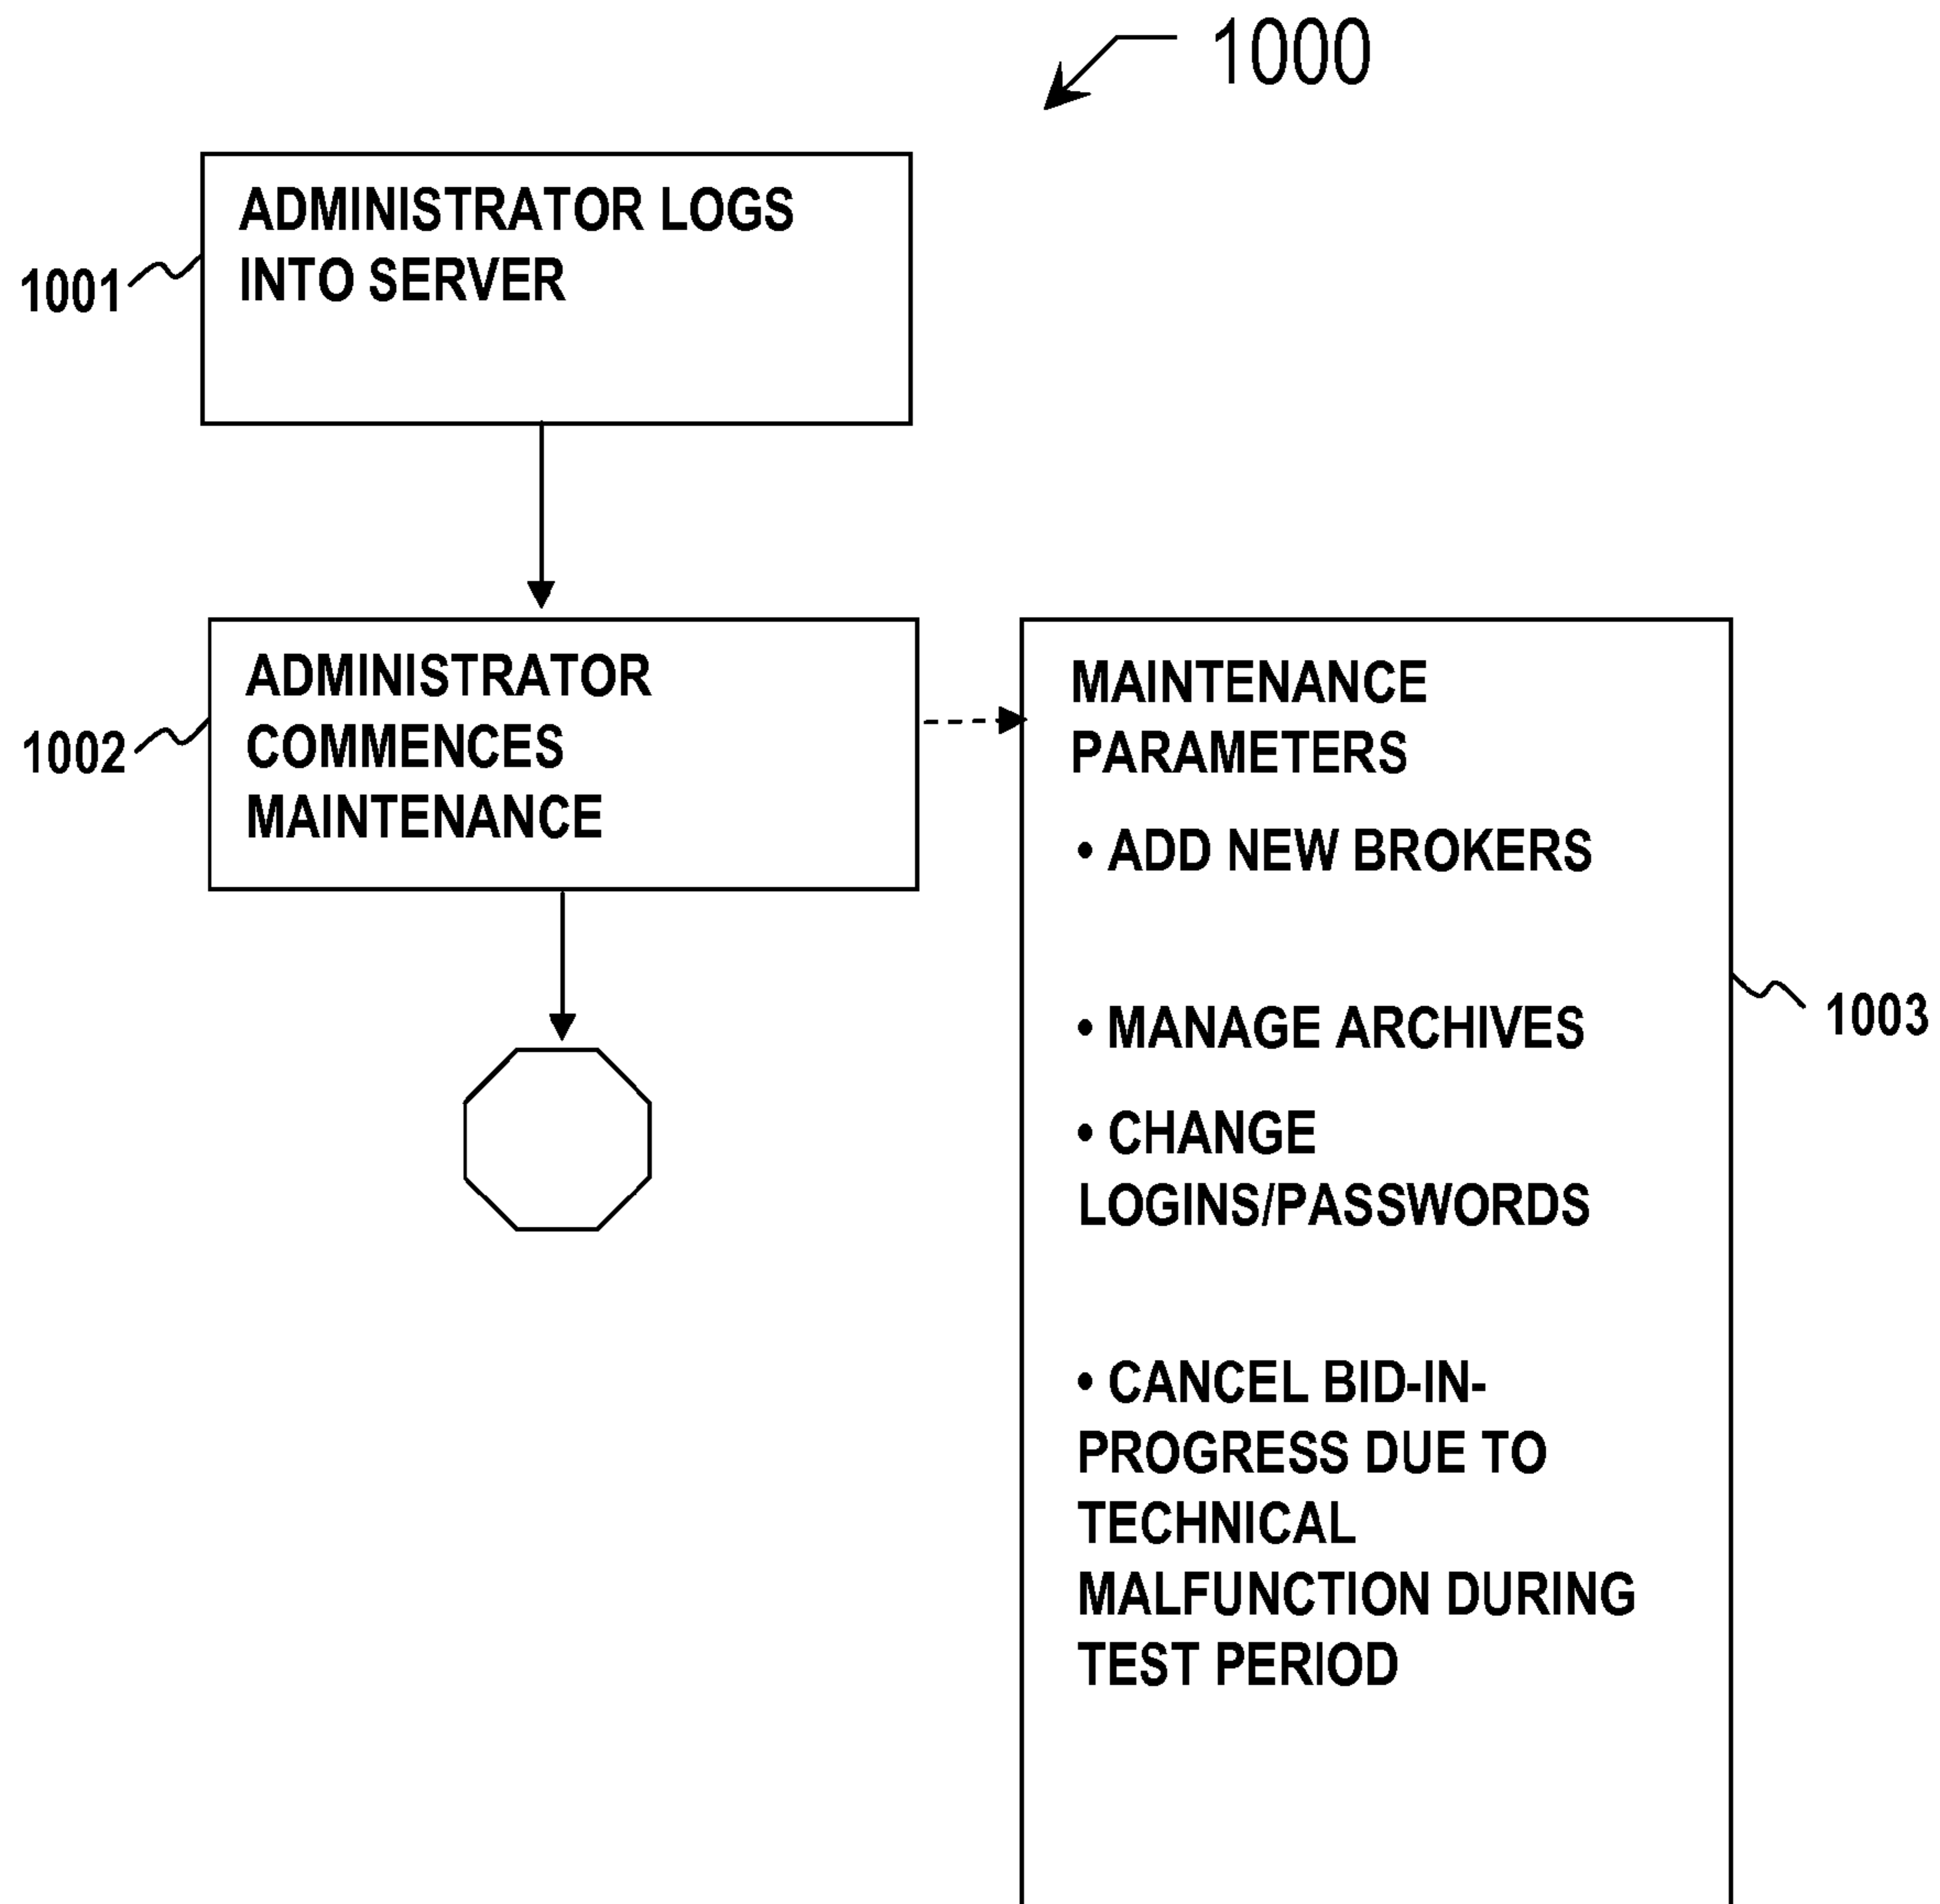 1000
ADMINISTRATOR LOGS
INTO SERVER
1001
ADMINISTRATOR
COMMENCES
MAINTENANCE
1002
MAINTENANCE
PARAMETERS
• ADD NEW BROKERS
• MANAGE ARCHIVES
• CHANGE
LOGINS/PASSWORDS
• CANCEL BID-IN-
PROGRESS DUE TO
TECHNICAL
MALFUNCTION DURING
TEST PERIOD
1003